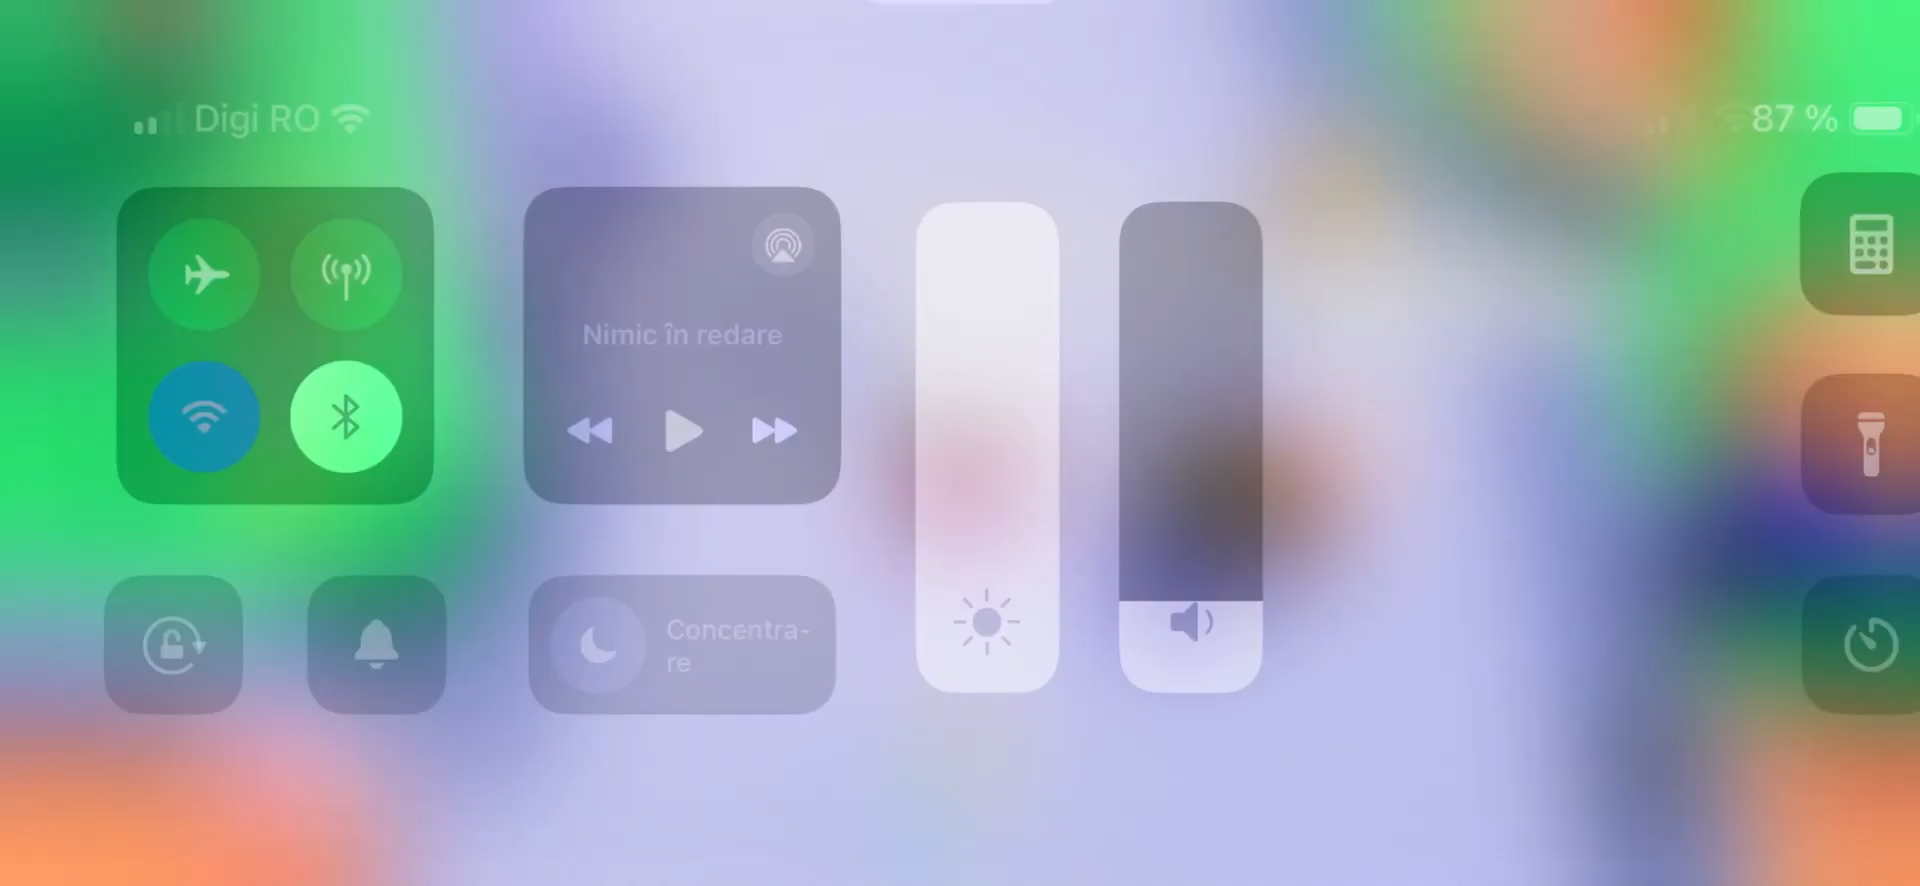 Digi RO
87 %
Nimic în redare
Concentra-
re